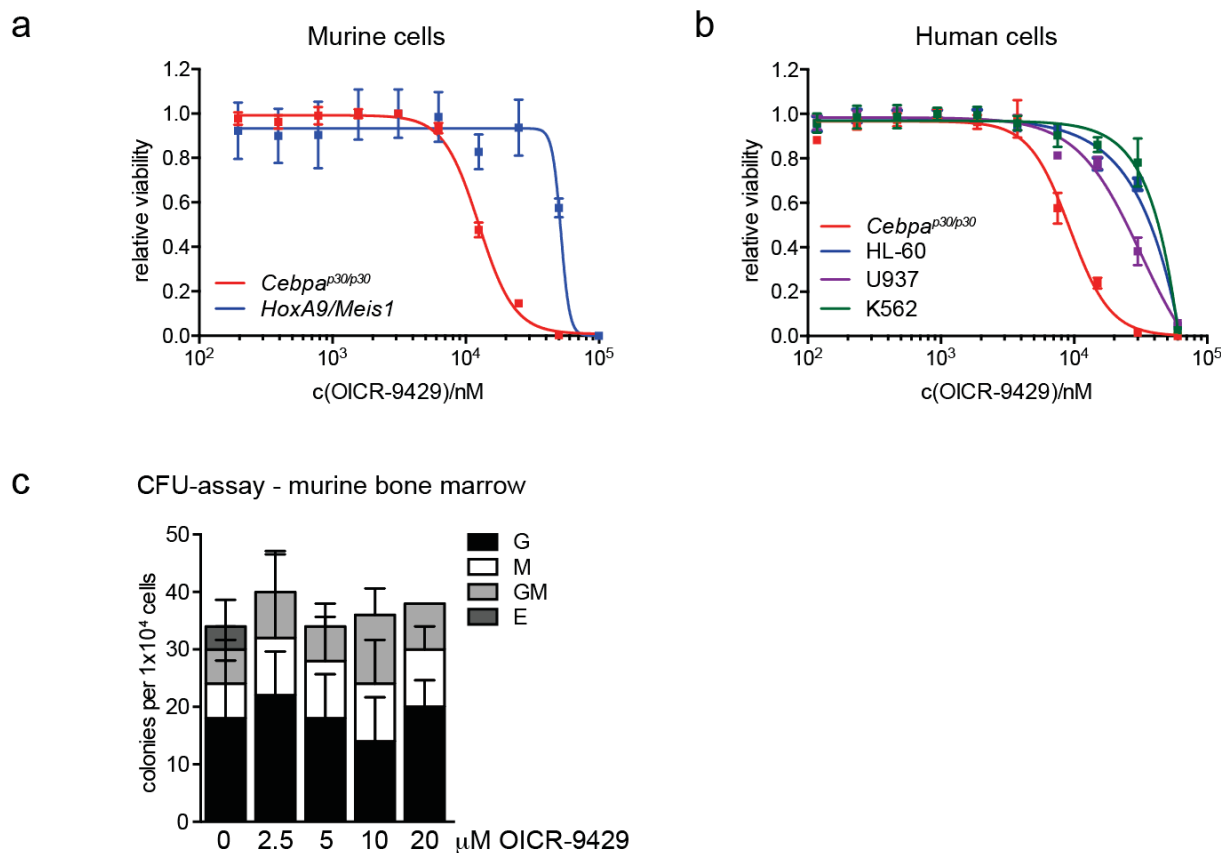 a
Murine cells
1.2
1.0
0.8
0.6
0.4
0.2
0.0
relative viability
Cebpa^p30/p30
HoxA9/Meis1
10² 10³ 10⁴ 10⁵
c(OICR-9429)/nM
b
Human cells
1.2
1.0
0.8
0.6
0.4
0.2
0.0
relative viability
Cebpa^p30/p30
HL-60
U937
K562
10² 10³ 10⁴ 10⁵
c(OICR-9429)/nM
c
CFU-assay - murine bone marrow
50
40
30
20
10
0
colonies per 1x10⁴ cells
G
M
GM
E
0 2.5 5 10 20 μM OICR-9429